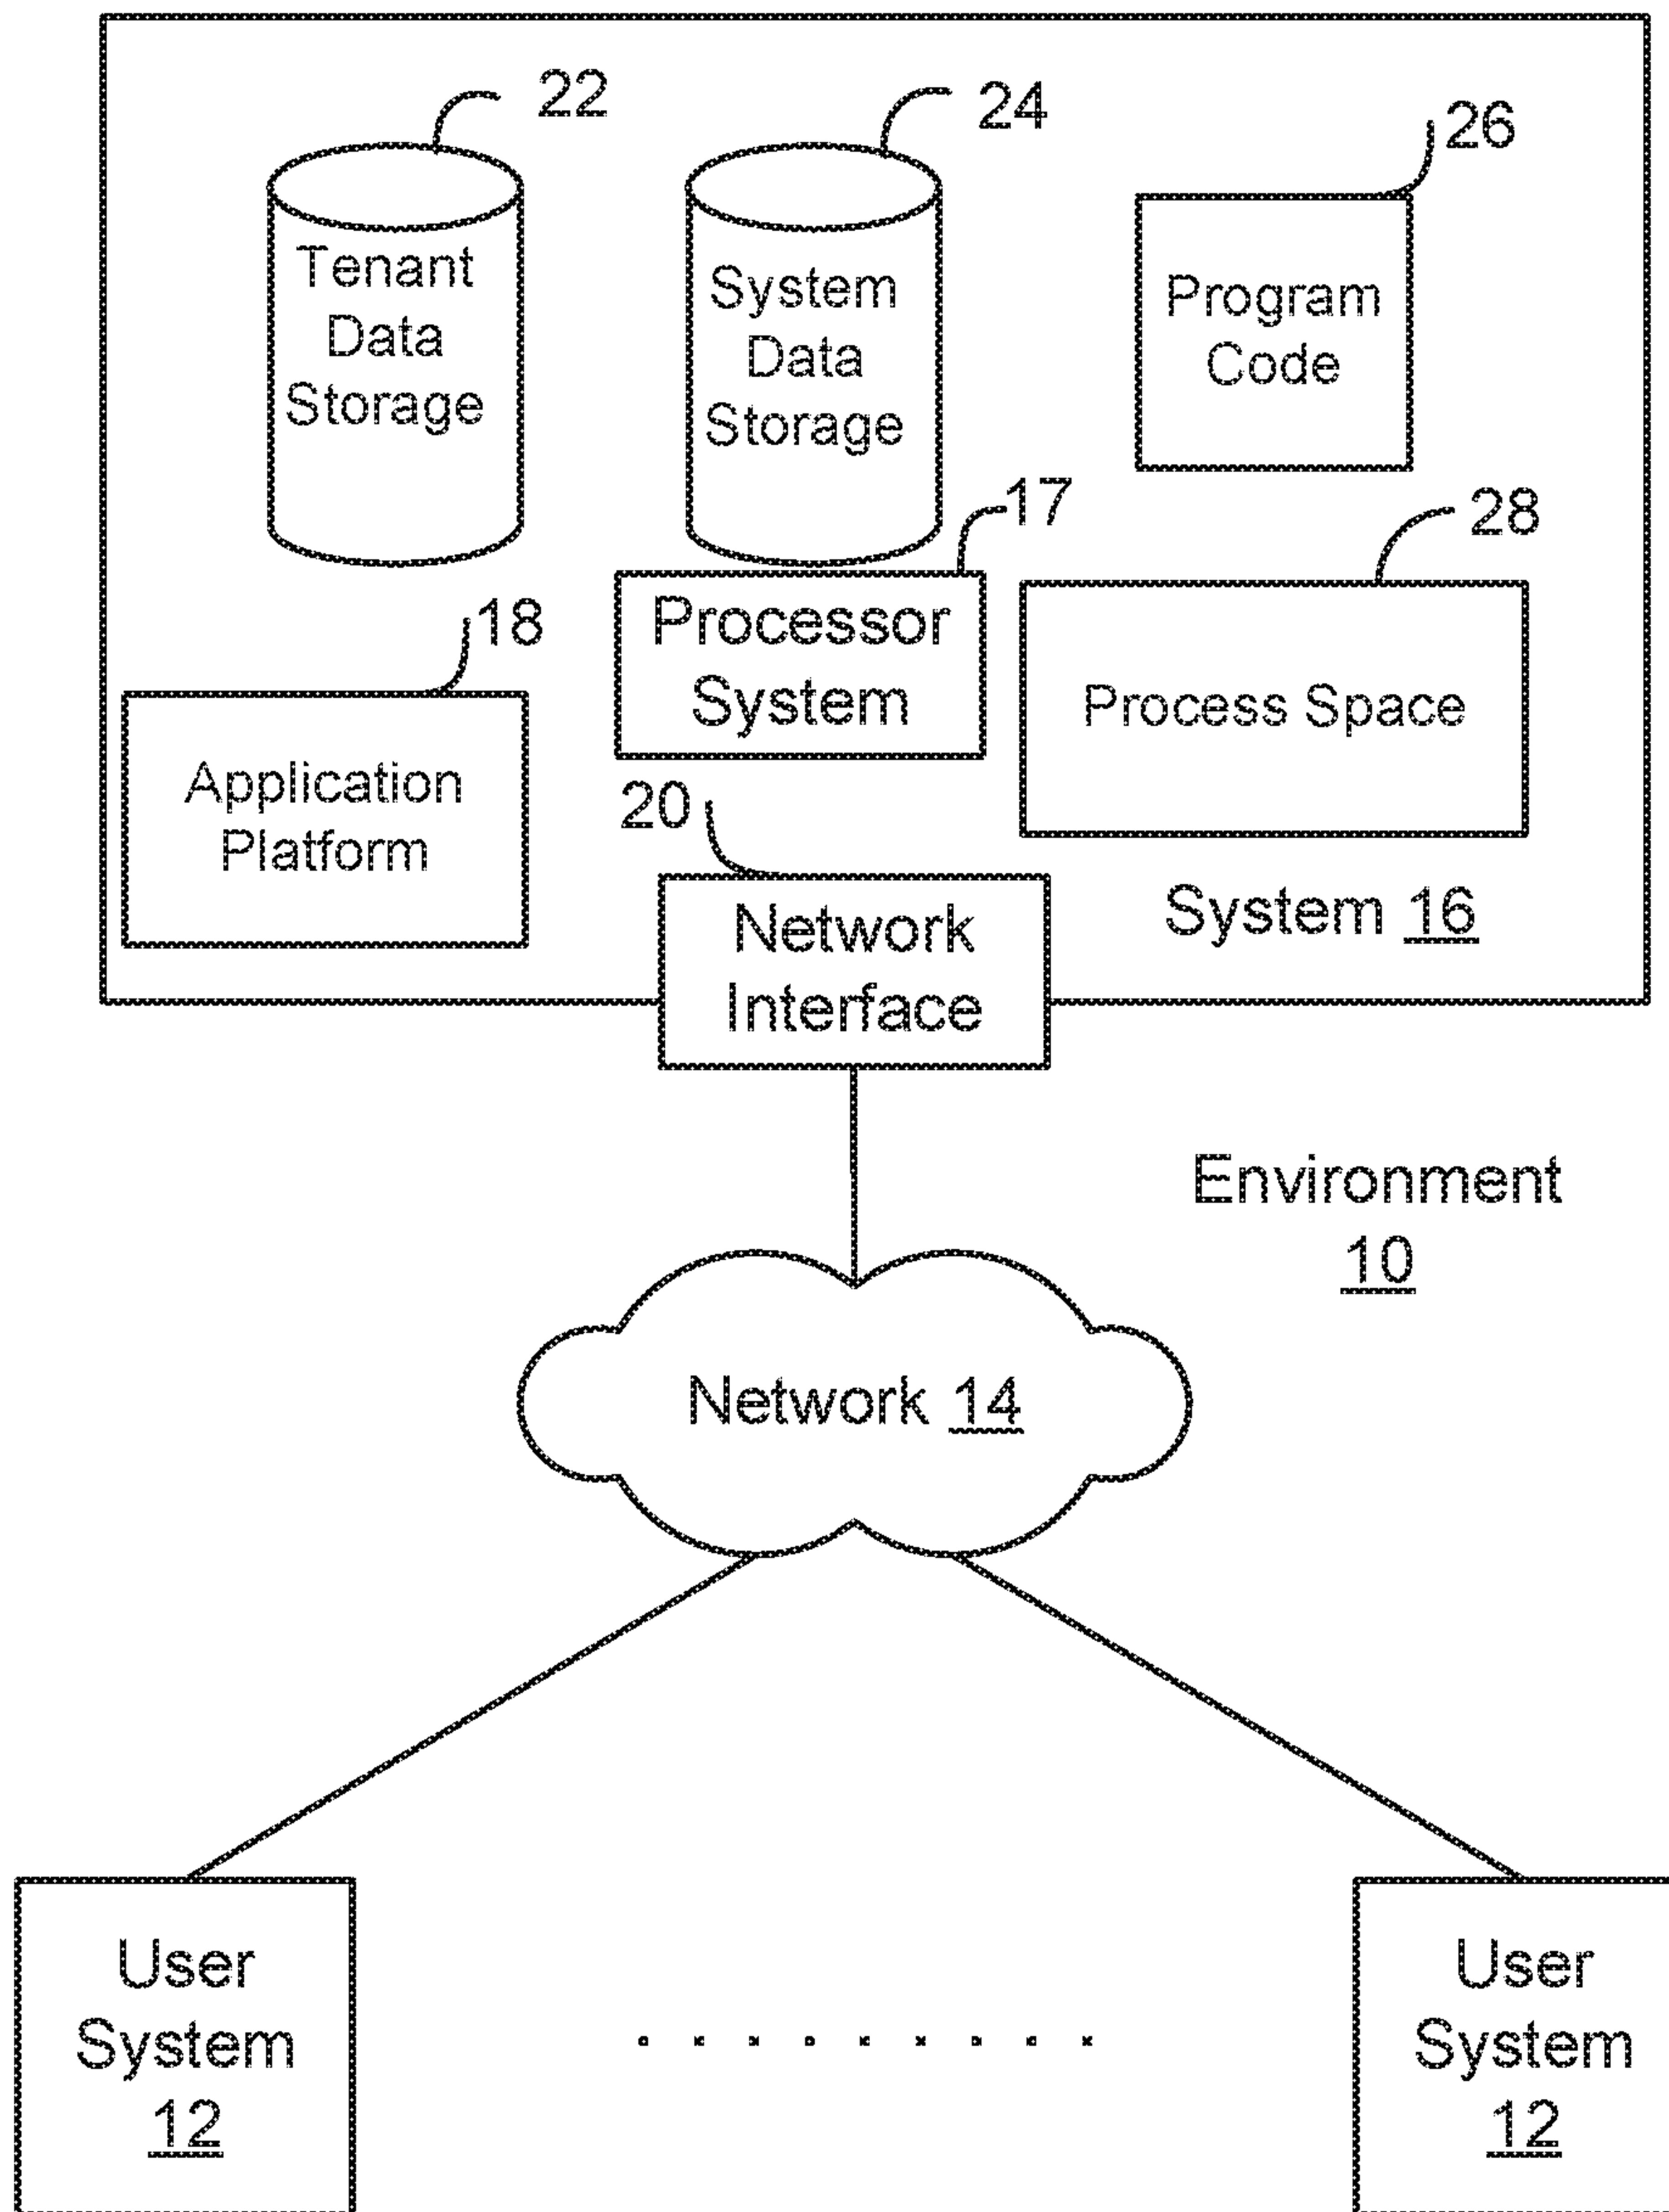 22
24
26
Tenant
Data
Storage
System
Data
Storage
Program
Code
17
28
18
Processor
System
Process Space
Application
Platform
20
Network
Interface
System 16
Environment
10
Network 14
User
System
12
User
System
12